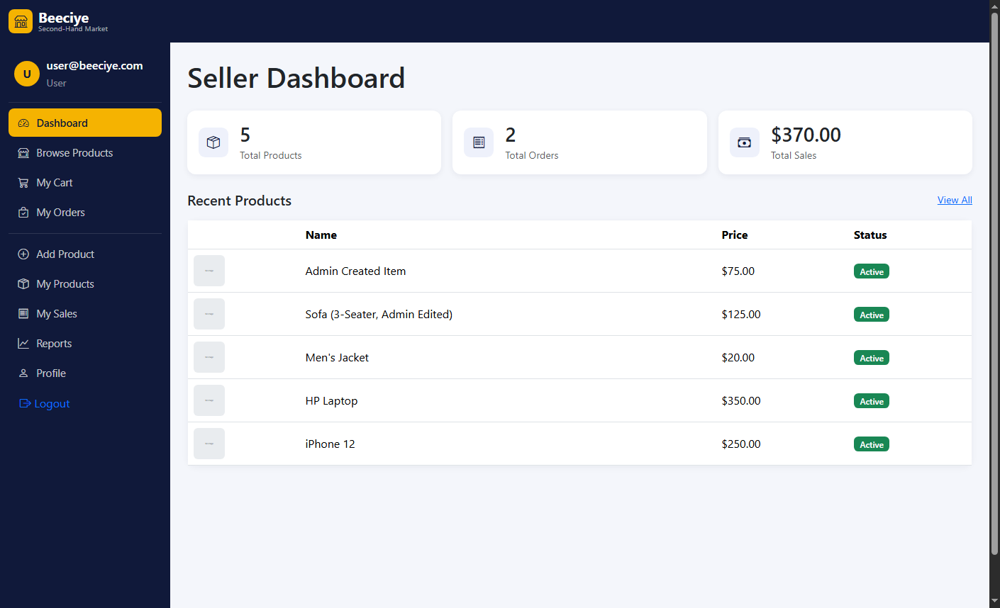 Beeciye
Second-Hand Market
U
user@beeciye.com
User
Dashboard
Browse Products
My Cart
My Orders
Add Product
My Products
My Sales
Reports
Profile
Logout
Seller Dashboard
5
Total Products
2
Total Orders
$370.00
Total Sales
Recent Products
View All
Name Price Status
Admin Created Item $75.00 Active
Sofa (3-Seater, Admin Edited) $125.00 Active
Men's Jacket $20.00 Active
HP Laptop $350.00 Active
iPhone 12 $250.00 Active